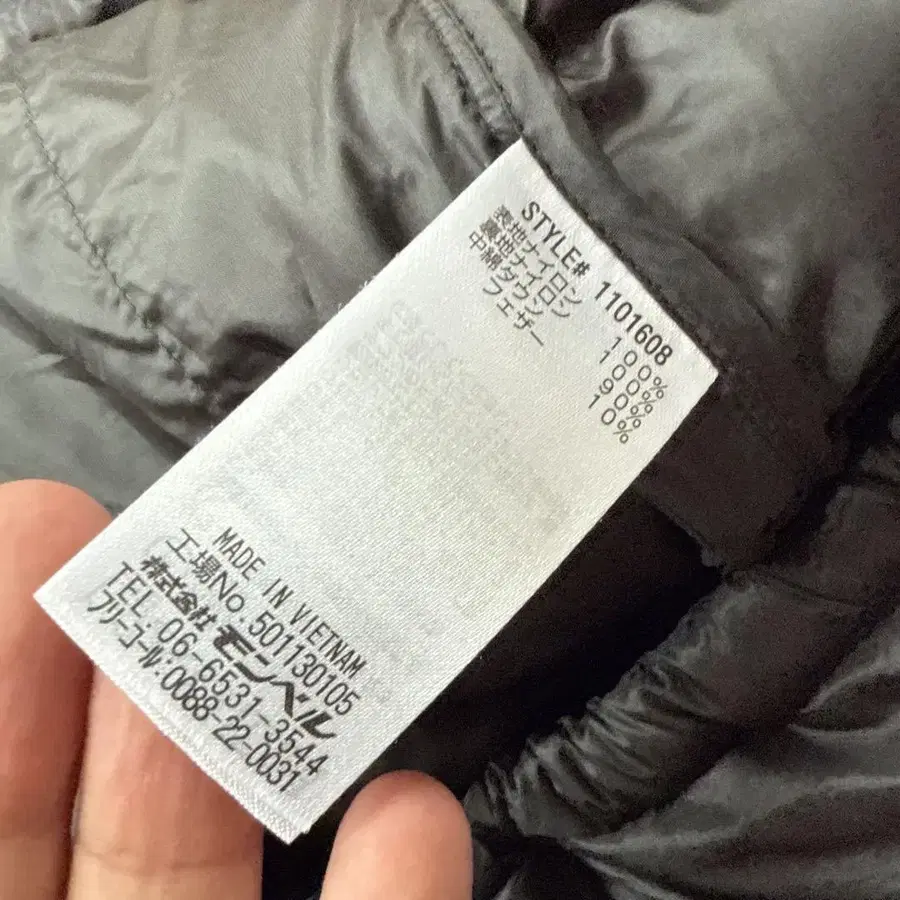 STYLE# 1101608
表地ナイロン 100%
裏地ナイロン 100%
中綿ダウン 90%
フェザー 10%
MADE IN VIETNAM
工場No.501130105
株式会社モンベル
TEL:06-6531-3544
フリーコール:0088-22-0031